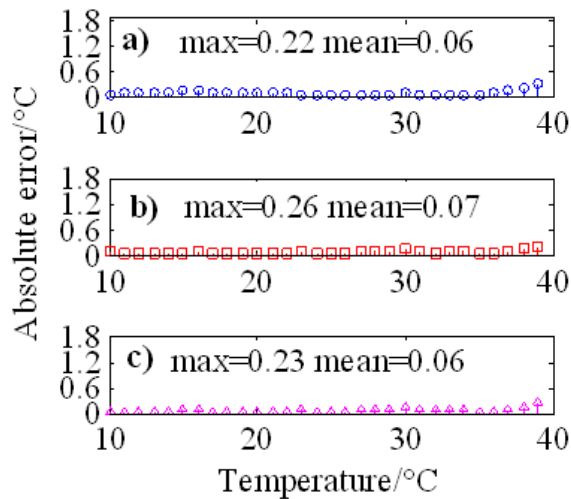 Absolute error/°C
1.8
a) max=0.22 mean=0.06
1.2
0.6
0
10 20 30 40
1.8
b) max=0.26 mean=0.07
1.2
0.6
0
10 20 30 40
1.8
c) max=0.23 mean=0.06
1.2
0.6
0
10 20 30 40
Temperature/°C